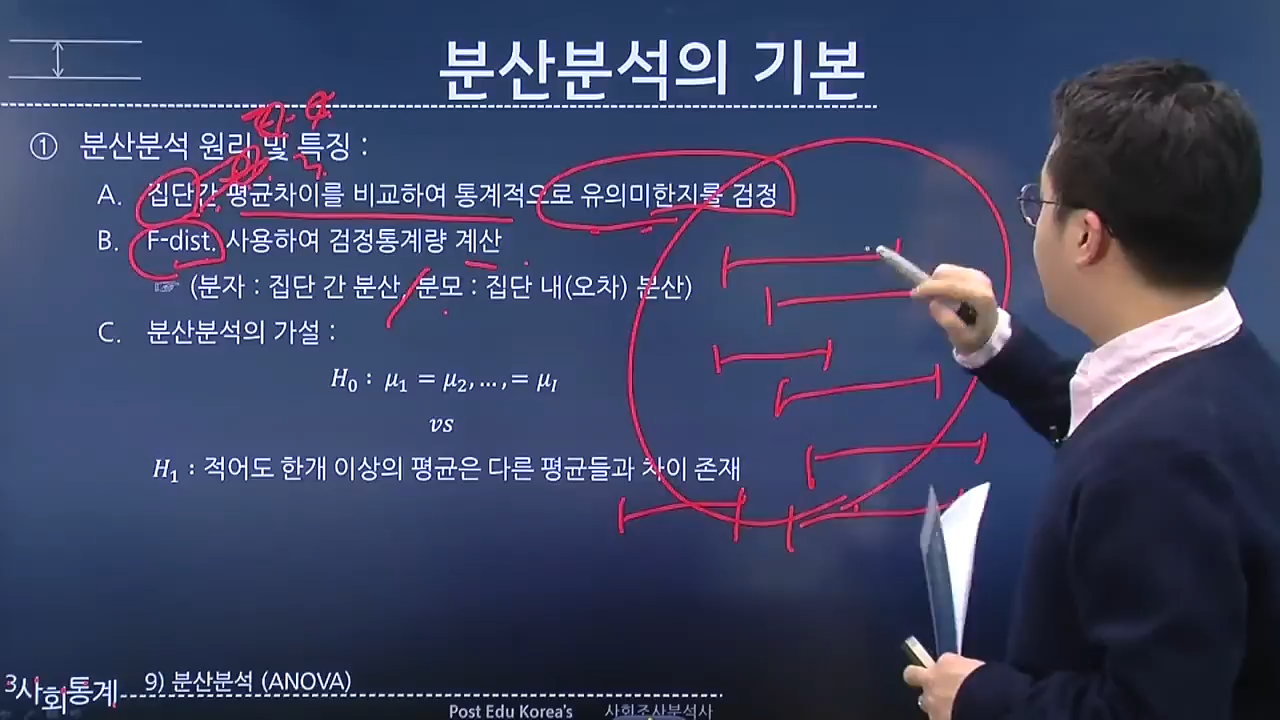 분산분석의 기본
① 분산분석 원리 및 특징 :
A. 집단간 평균차이를 비교하여 통계적으로 유의미한지를 검정
B. F-dist. 사용하여 검정통계량 계산
☞ (분자 : 집단 간 분산, 분모 : 집단 내(오차) 분산)
C. 분산분석의 가설 :
H₀ : μ₁ = μ₂, … , = μ_I
vs
H₁ : 적어도 한개 이상의 평균은 다른 평균들과 차이 존재
3사회통계 9) 분산분석 (ANOVA)
Post Edu Korea's 사회조사분석사